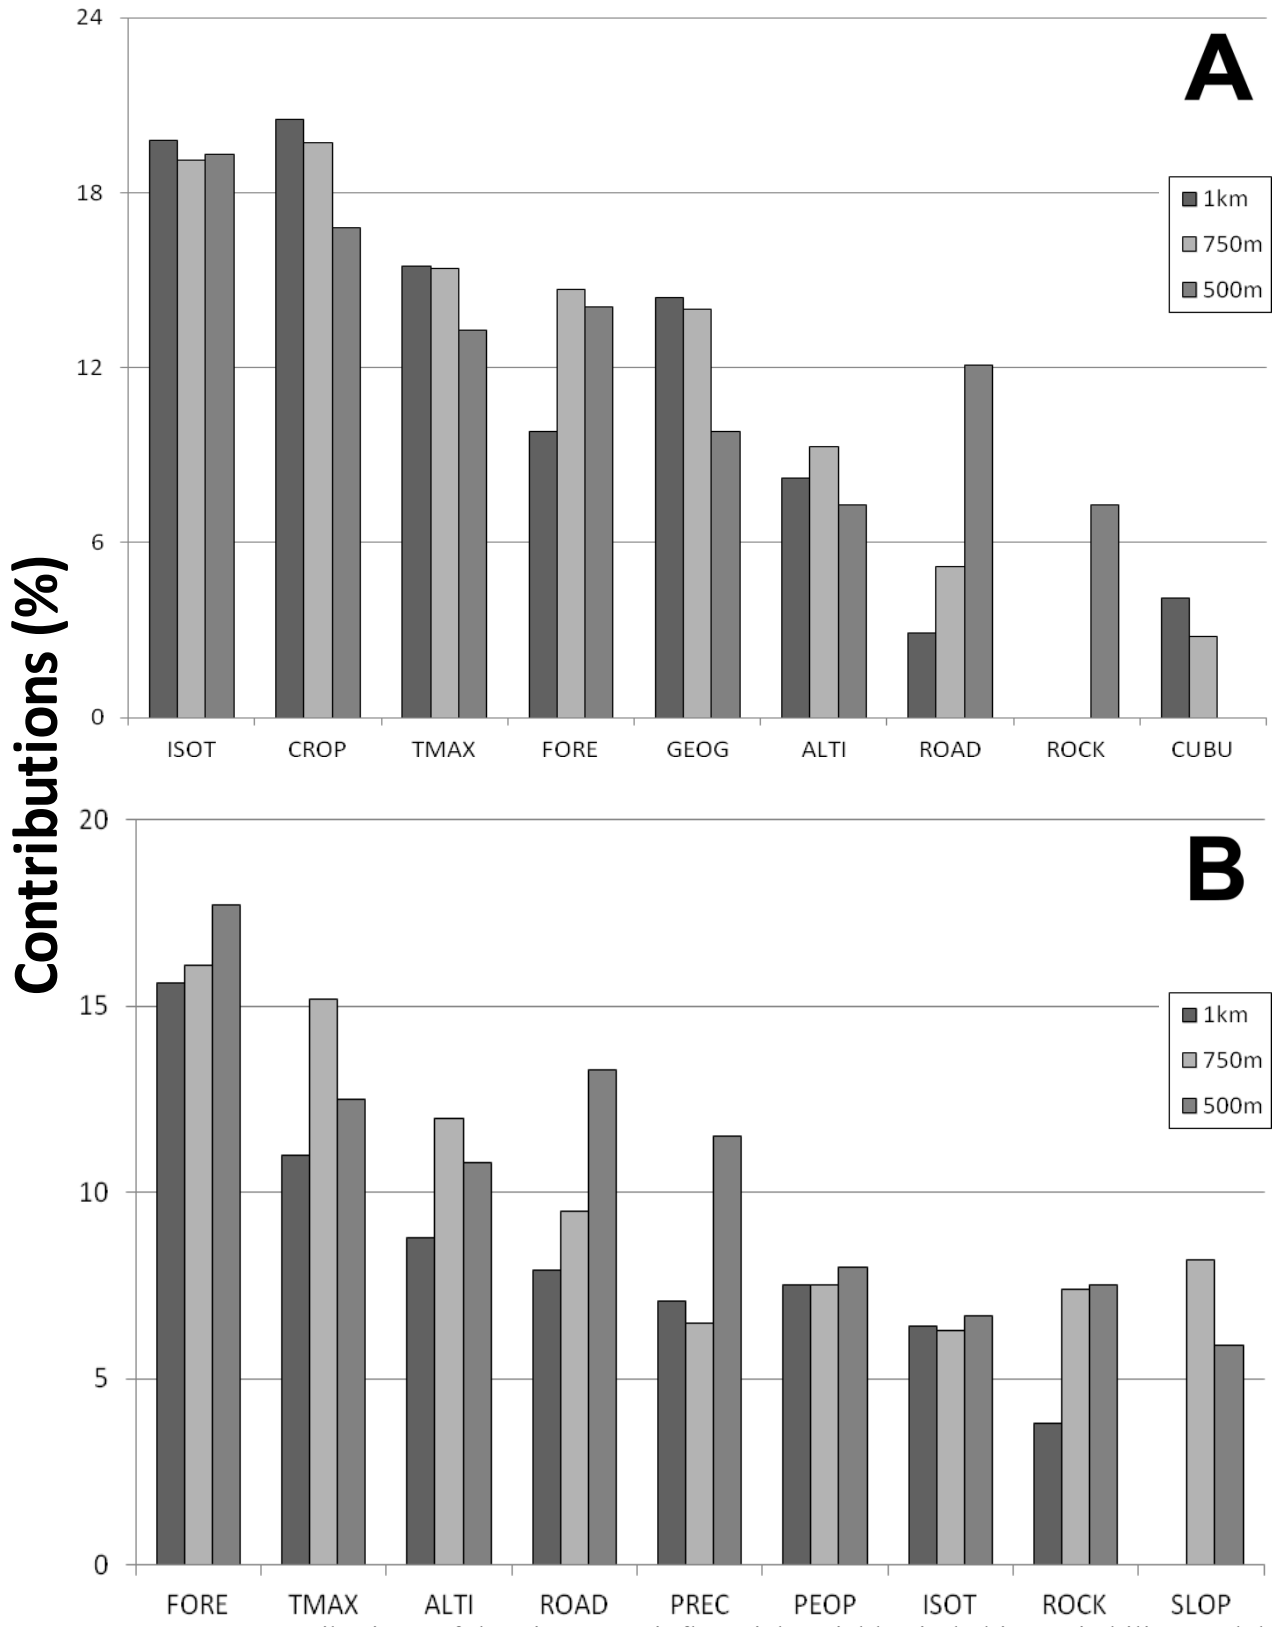 24
A
18
1km
750m
500m
12
6
0
ISOT CROP TMAX FORE GEOG ALTI ROAD ROCK CUBU
Contributions (%)
20
B
15
1km
750m
500m
10
5
0
FORE TMAX ALTI ROAD PREC PEOP ISOT ROCK SLOP